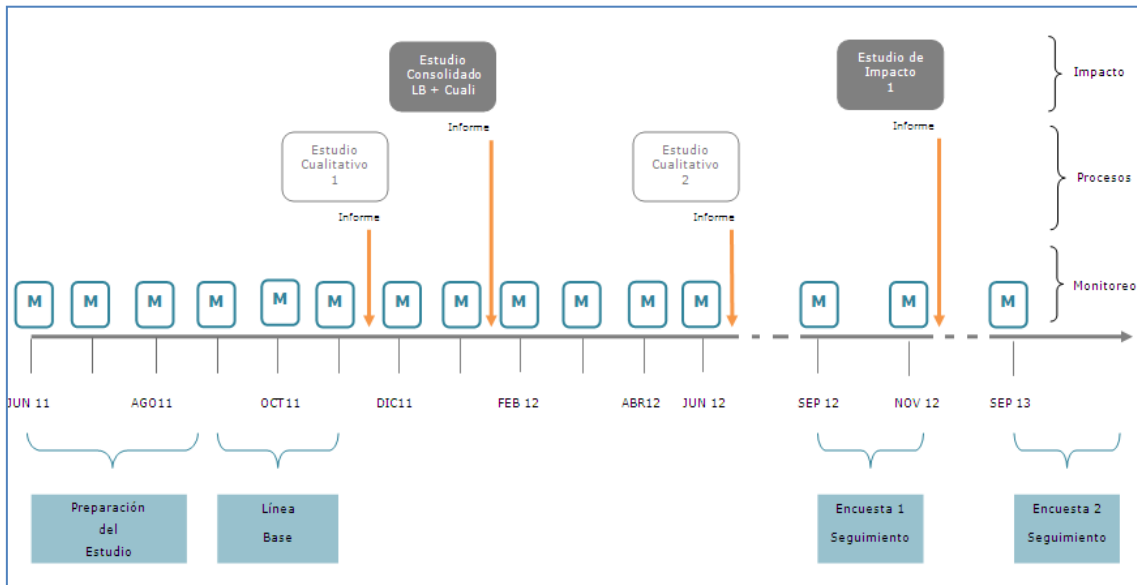 Estudio
Consolidado
LB + Cuali
Estudio de
Impacto
1
Impacto
Informe
Informe
Estudio
Cualitativo
1
Estudio
Cualitativo
2
Procesos
Informe
Informe
M M M M M M M M M M M M M M M
Monitoreo
JUN 11 AGO11 OCT11 DIC11 FEB 12 ABR12 JUN 12 SEP 12 NOV 12 SEP 13
Preparación
del
Estudio
Línea
Base
Encuesta 1
Seguimiento
Encuesta 2
Seguimiento